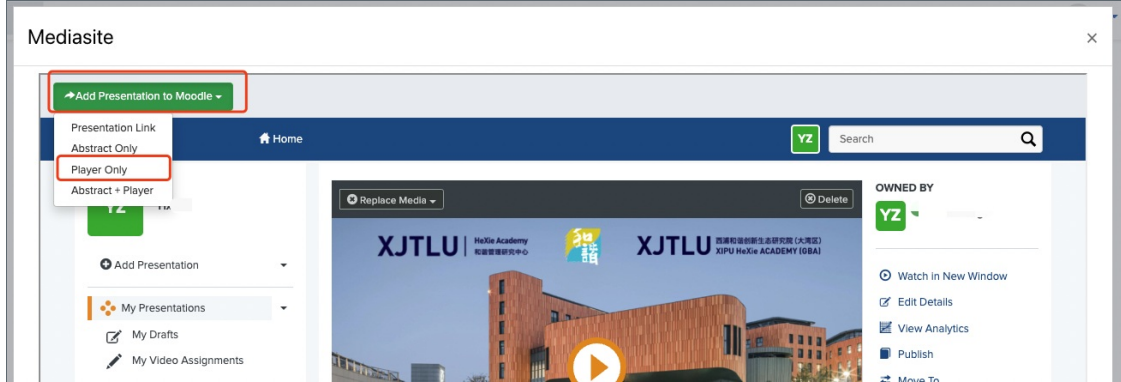 Mediasite
×
Add Presentation to Moodle
Presentation Link
Abstract Only
Player Only
Abstract + Player
Home
YZ
Search
YZ
Replace Media
Delete
XJTLU
HeXie Academy
和谐管理研究中心
和諧
XJTLU
西浦和谐创新生态研究院 (大湾区)
XIPU HeXie ACADEMY (GBA)
OWNED BY
YZ
Add Presentation
My Presentations
My Drafts
My Video Assignments
Watch in New Window
Edit Details
View Analytics
Publish
Move To